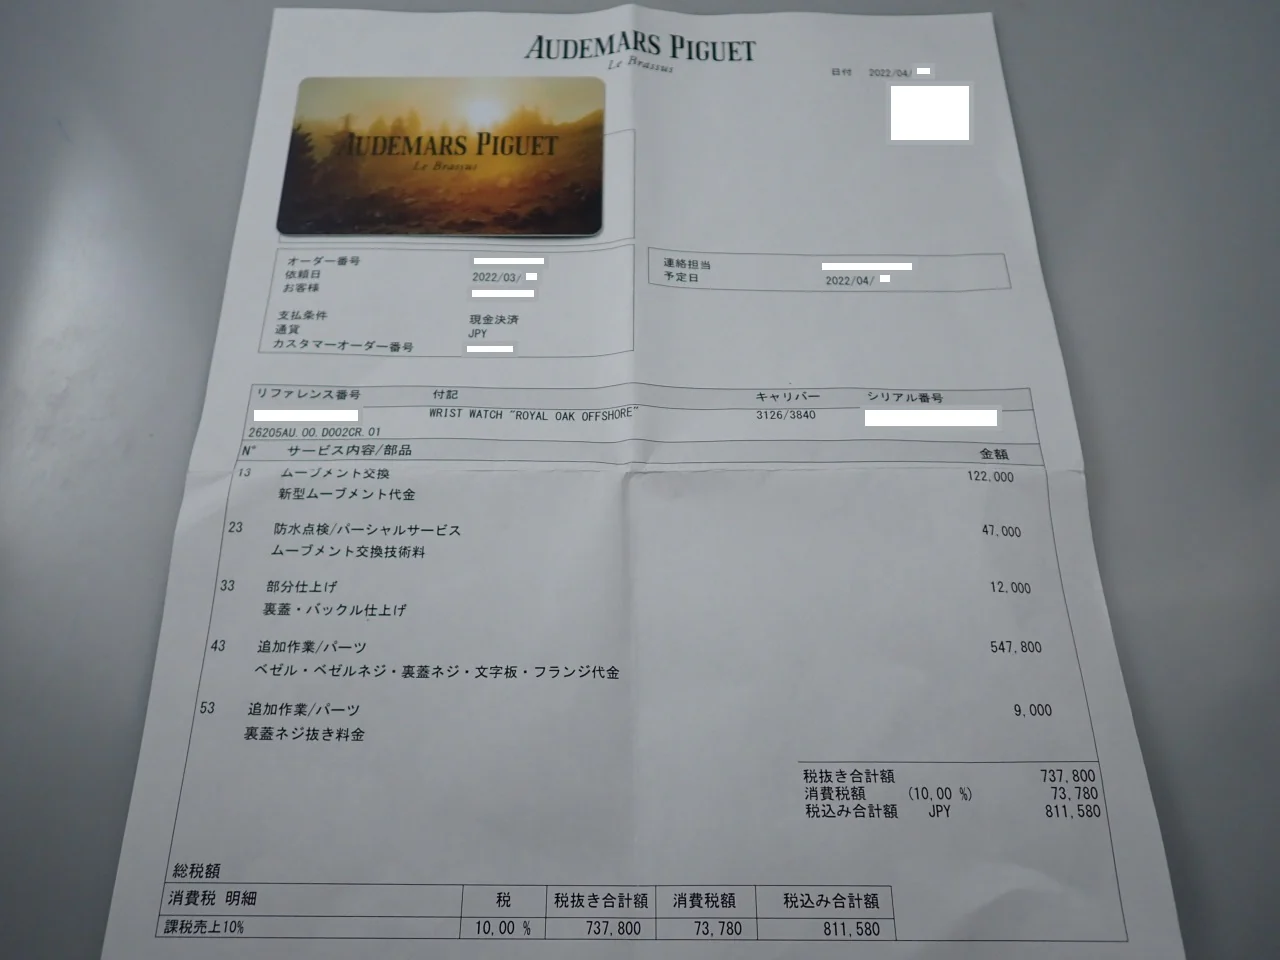 AUDEMARS PIGUET
Le Brassus
日付 2022/04/
AUDEMARS PIGUET
Le Brassus
オーダー番号
依頼日 2022/03/
お客様
支払条件 現金決済
通貨 JPY
カスタマーオーダー番号
連絡担当
予定日 2022/04/
リファレンス番号 付記 キャリバー シリアル番号
WRIST WATCH "ROYAL OAK OFFSHORE" 3126/3840
26205AU.00.D002CR.01
N° サービス内容/部品 金額
13 ムーブメント交換 122,000
新型ムーブメント代金
23 防水点検/パーシャルサービス 47,000
ムーブメント交換技術料
33 部分仕上げ 12,000
裏蓋・バックル仕上げ
43 追加作業/パーツ 547,800
ベゼル・ベゼルネジ・裏蓋ネジ・文字板・フランジ代金
53 追加作業/パーツ 9,000
裏蓋ネジ抜き料金
税抜き合計額 737,800
消費税額 (10,00 %) 73,780
税込み合計額 JPY 811,580
総税額
消費税 明細 税 税抜き合計額 消費税額 税込み合計額
課税売上10% 10,00 % 737,800 73,780 811,580